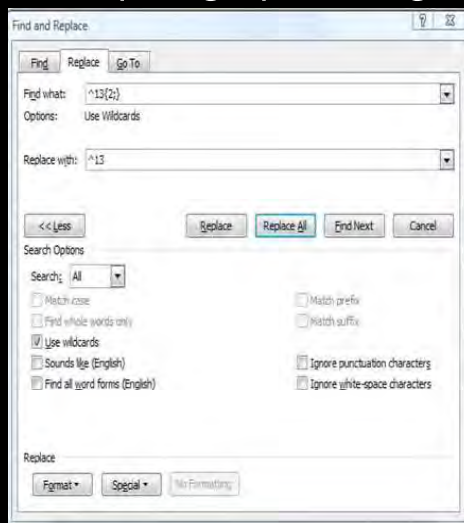 Find and Replace
Find Replace Go To
Find what: ^13{2;}
Options: Use Wildcards
Replace with: ^13
<< Less Replace Replace All Find Next Cancel
Search Options
Search: All
Match case Match prefix
Find whole words only Match suffix
Use wildcards
Sounds like (English) Ignore punctuation characters
Find all word forms (English) Ignore white-space characters
Replace
Format Special No Formatting